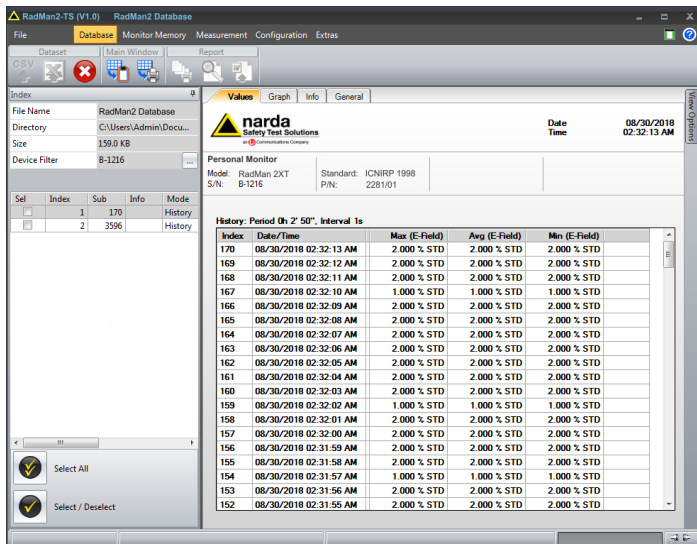 RadMan2-TS (V1.0) RadMan2 Database
File Database Monitor Memory Measurement Configuration Extras
Dataset Main Window Report
CSV
Index
File Name RadMan2 Database
Directory C:\Users\Admin\Docu...
Size 159.0 KB
Device Filter B-1216 ...
Sel Index Sub Info Mode
1 170 History
2 3596 History
Select All
Select / Deselect
Values Graph Info General
View Options
narda
Safety Test Solutions
an L3 Communications Company
Date 08/30/2018
Time 02:32:13 AM
Personal Monitor
Model: RadMan 2XT Standard: ICNIRP 1998
S/N: B-1216 P/N: 2281/01
History: Period 0h 2' 50", Interval 1s
Index Date/Time Max (E-Field) Avg (E-Field) Min (E-Field)
170 08/30/2018 02:32:13 AM 2.000 % STD 2.000 % STD 2.000 % STD
169 08/30/2018 02:32:12 AM 2.000 % STD 2.000 % STD 2.000 % STD
168 08/30/2018 02:32:11 AM 2.000 % STD 2.000 % STD 2.000 % STD
167 08/30/2018 02:32:10 AM 1.000 % STD 1.000 % STD 1.000 % STD
166 08/30/2018 02:32:09 AM 2.000 % STD 2.000 % STD 2.000 % STD
165 08/30/2018 02:32:08 AM 2.000 % STD 2.000 % STD 2.000 % STD
164 08/30/2018 02:32:07 AM 2.000 % STD 2.000 % STD 2.000 % STD
163 08/30/2018 02:32:06 AM 2.000 % STD 2.000 % STD 2.000 % STD
162 08/30/2018 02:32:05 AM 2.000 % STD 2.000 % STD 2.000 % STD
161 08/30/2018 02:32:04 AM 2.000 % STD 2.000 % STD 2.000 % STD
160 08/30/2018 02:32:03 AM 2.000 % STD 2.000 % STD 2.000 % STD
159 08/30/2018 02:32:02 AM 1.000 % STD 1.000 % STD 1.000 % STD
158 08/30/2018 02:32:01 AM 2.000 % STD 2.000 % STD 2.000 % STD
157 08/30/2018 02:32:00 AM 2.000 % STD 2.000 % STD 2.000 % STD
156 08/30/2018 02:31:59 AM 2.000 % STD 2.000 % STD 2.000 % STD
155 08/30/2018 02:31:58 AM 2.000 % STD 2.000 % STD 2.000 % STD
154 08/30/2018 02:31:57 AM 1.000 % STD 1.000 % STD 1.000 % STD
153 08/30/2018 02:31:56 AM 2.000 % STD 2.000 % STD 2.000 % STD
152 08/30/2018 02:31:55 AM 2.000 % STD 2.000 % STD 2.000 % STD